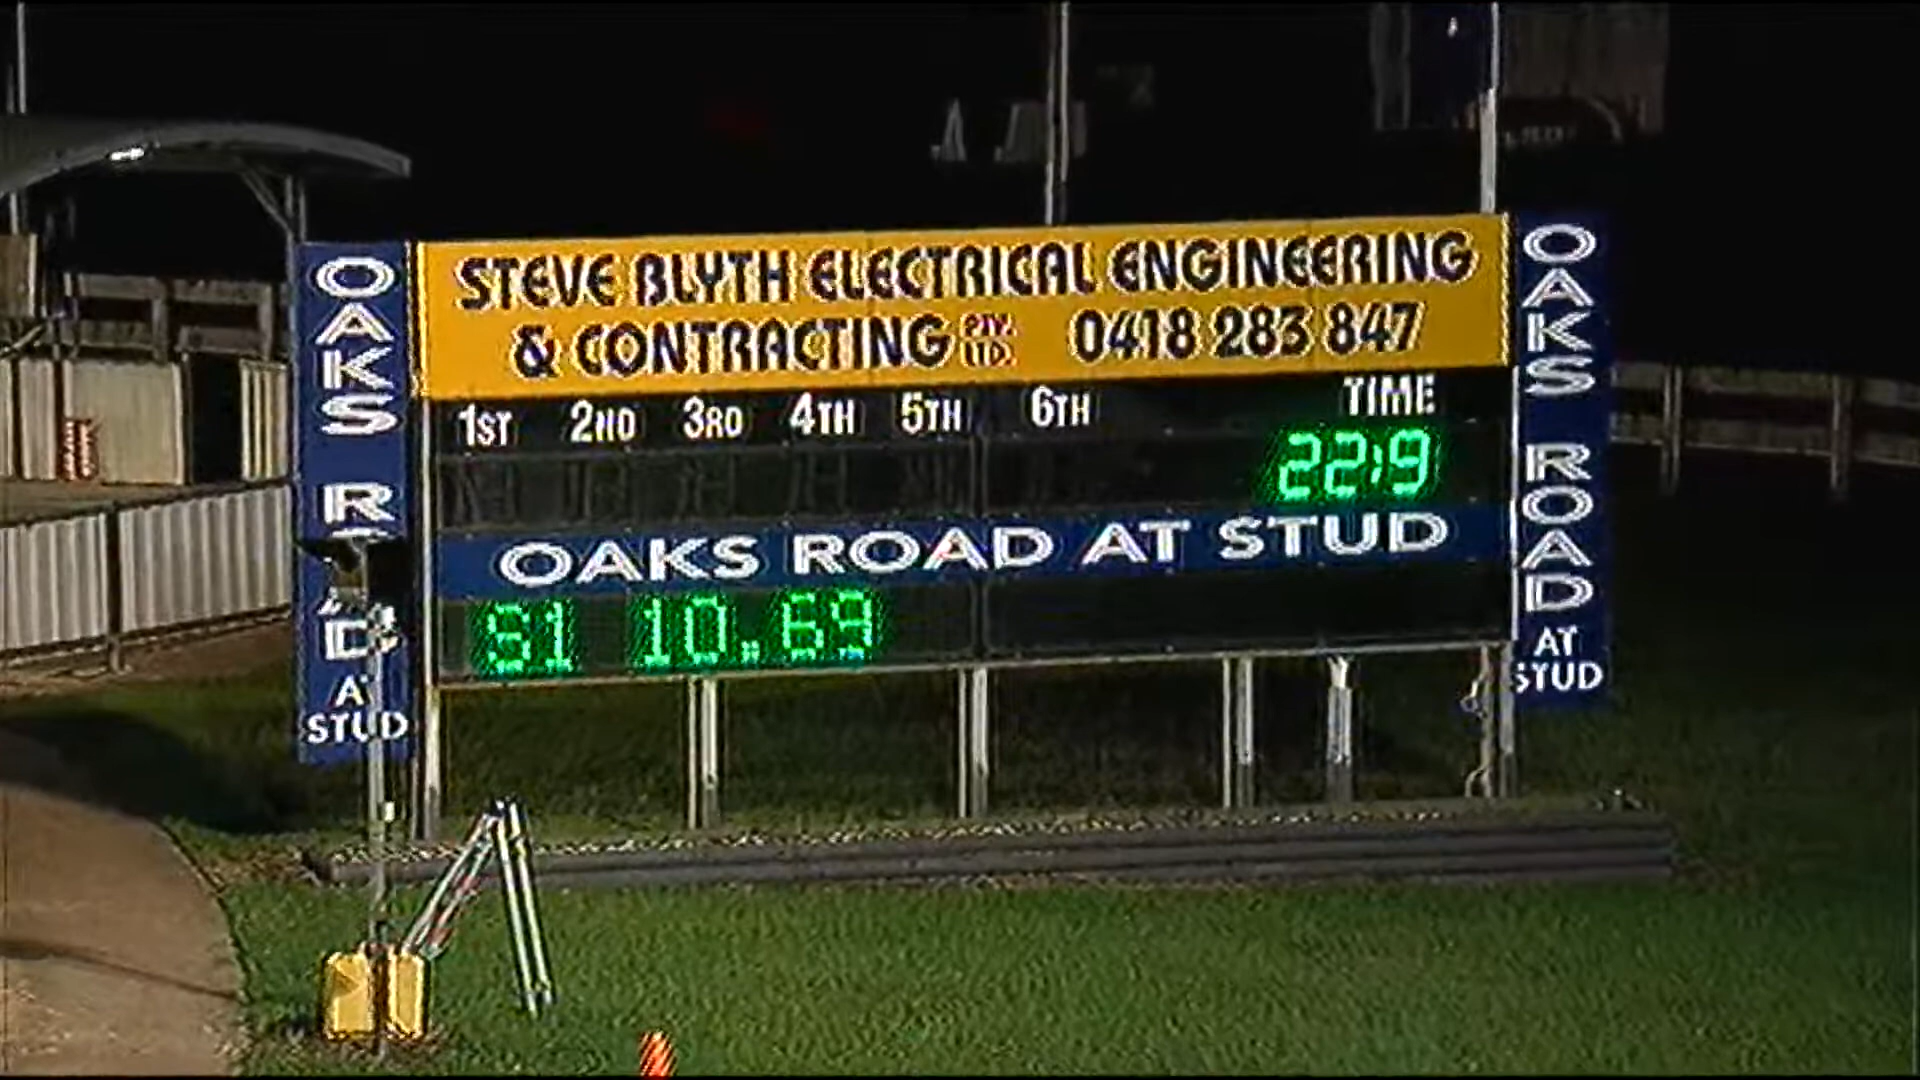 STEVE BLYTH ELECTRICAL ENGINEERING
& CONTRACTING PTY. LTD. 0418 283 847
1ST 2ND 3RD 4TH 5TH 6TH TIME
22:9
OAKS ROAD AT STUD
S1 10.69
OAKS ROAD AT STUD
OAKS ROAD AT STUD